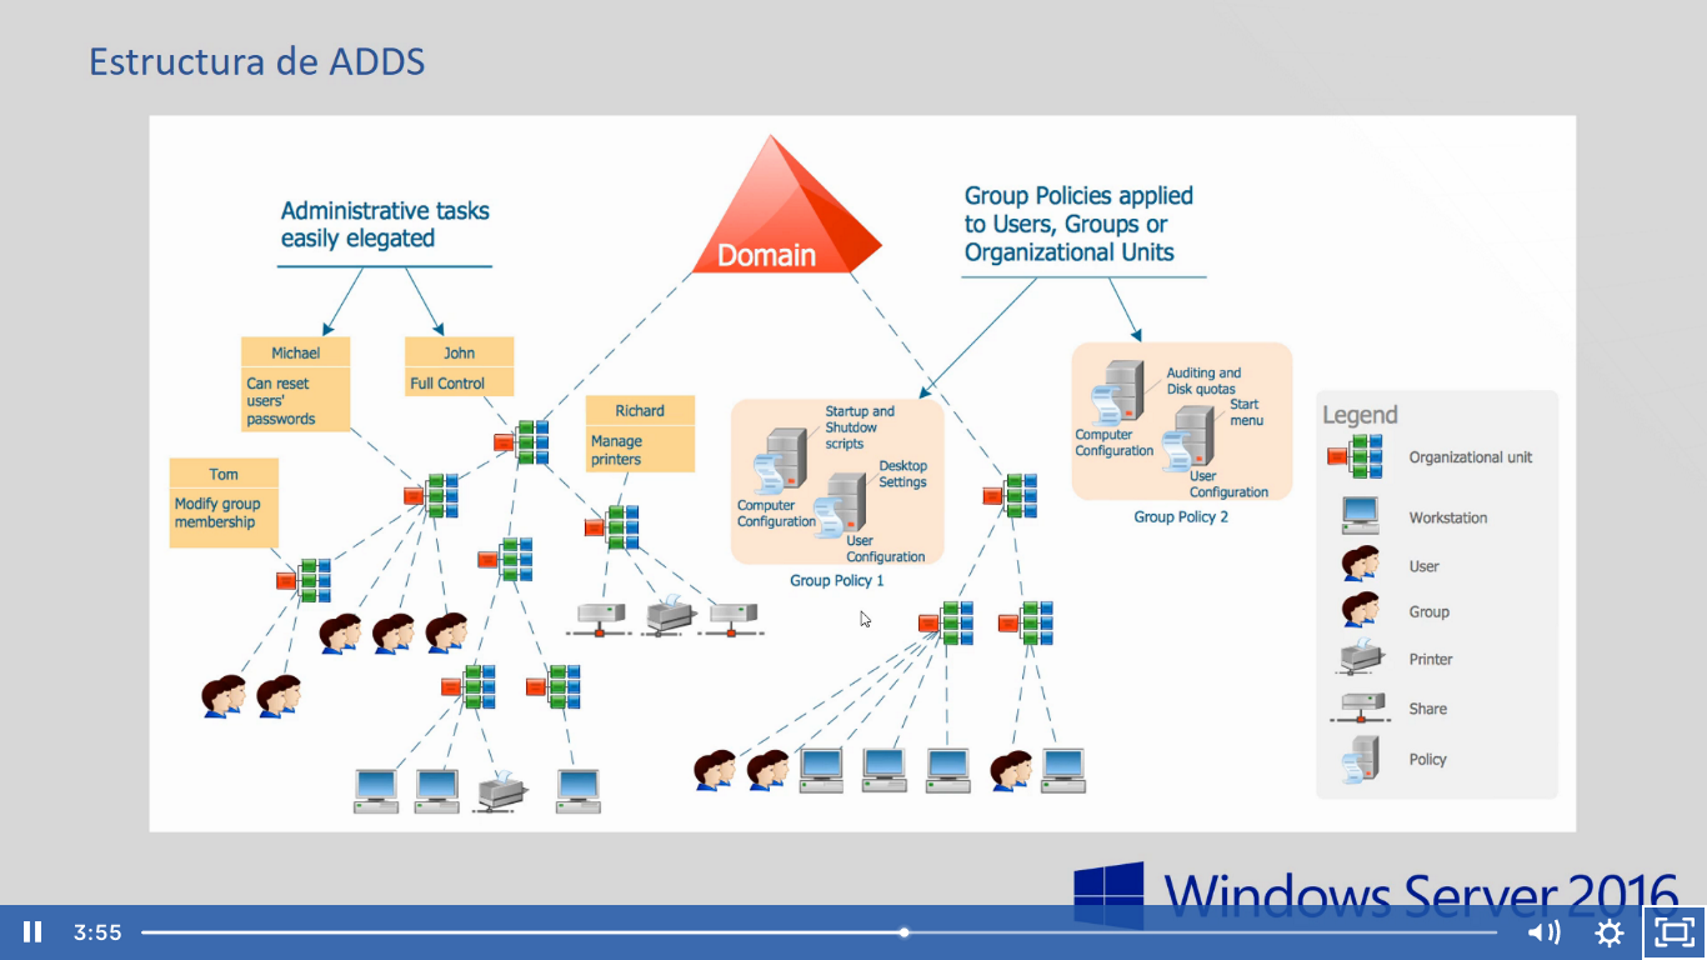 Estructura de ADDS
Administrative tasks
easily elegated
Domain
Group Policies applied
to Users, Groups or
Organizational Units
Michael
Can reset
users'
passwords
John
Full Control
Richard
Manage
printers
Tom
Modify group
membership
Startup and
Shutdow
scripts
Desktop
Settings
Computer
Configuration
User
Configuration
Group Policy 1
Auditing and
Disk quotas
Start
menu
Computer
Configuration
User
Configuration
Group Policy 2
Legend
Organizational unit
Workstation
User
Group
Printer
Share
Policy
Windows Server 2016
3:55